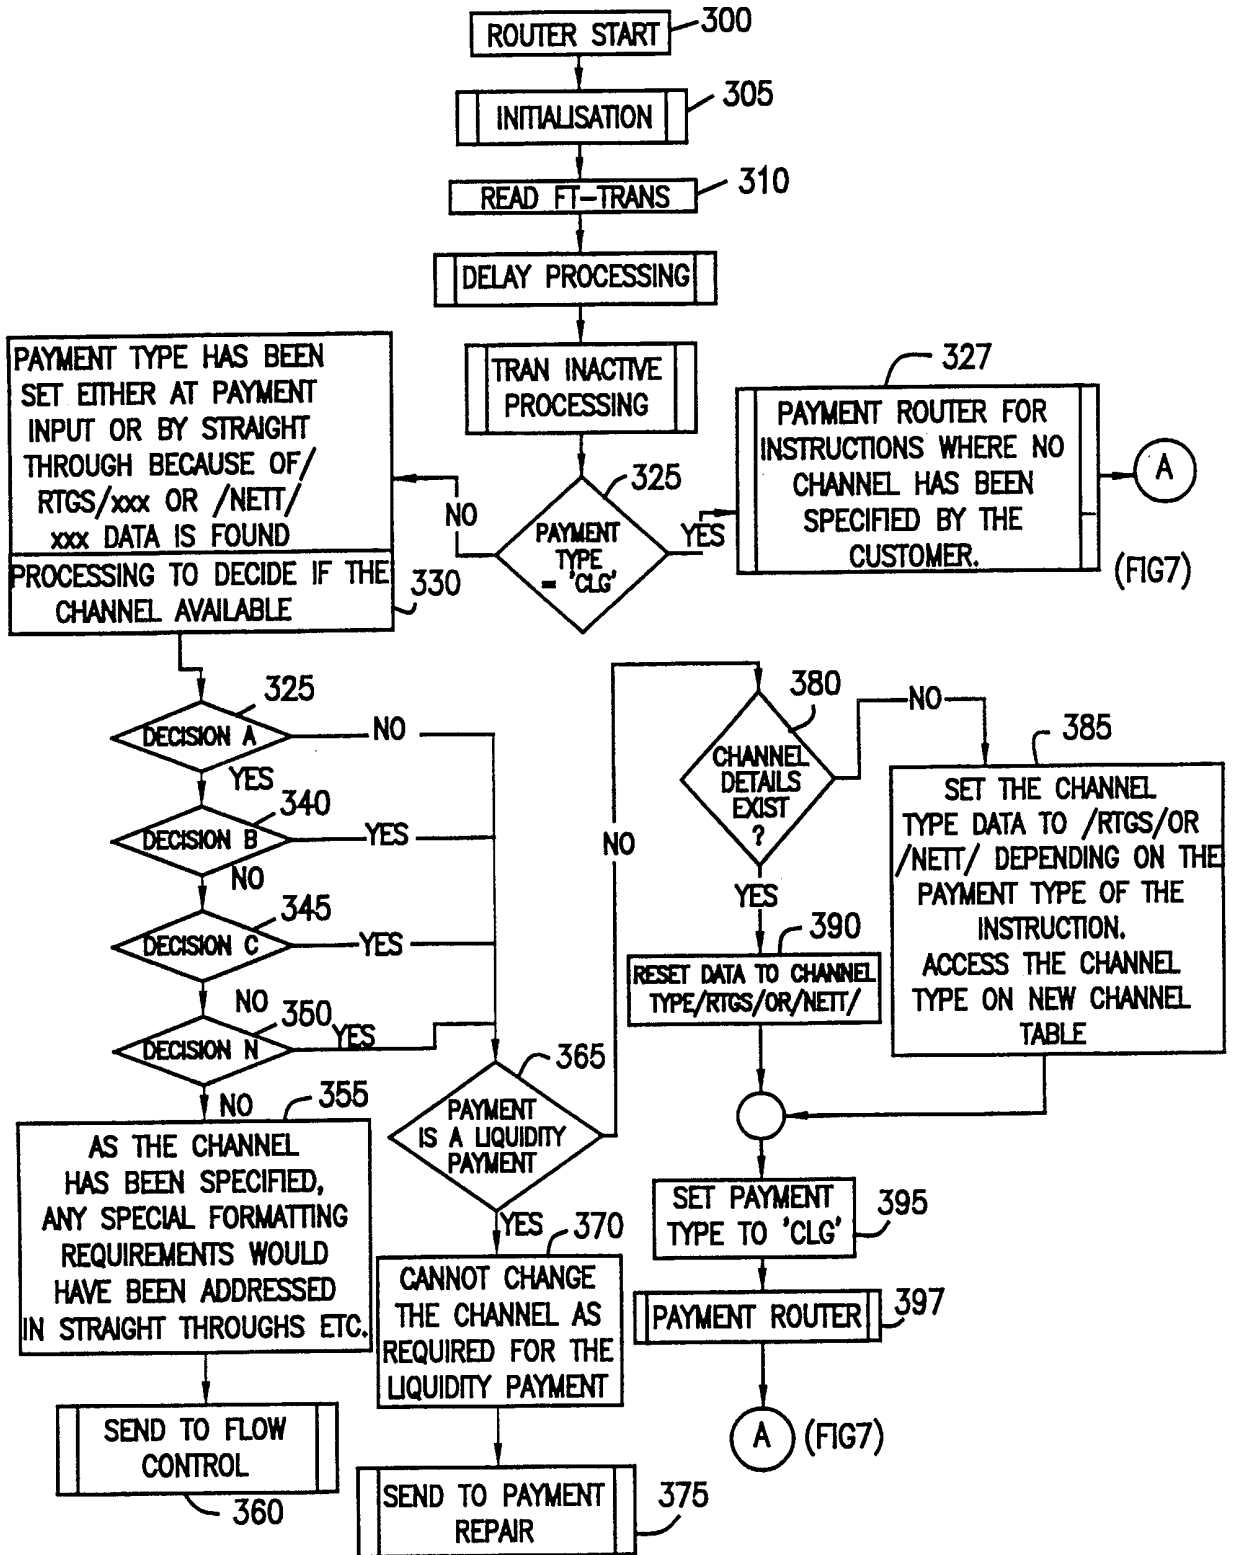 ROUTER START
300
INITIALISATION
305
READ FT-TRANS
310
DELAY PROCESSING
TRAN INACTIVE
PROCESSING
PAYMENT TYPE HAS BEEN
SET EITHER AT PAYMENT
INPUT OR BY STRAIGHT
THROUGH BECAUSE OF/
RTGS/xxx OR /NETT/
xxx DATA IS FOUND
PROCESSING TO DECIDE IF THE
CHANNEL AVAILABLE
330
NO
325
PAYMENT
TYPE
= 'CLG'
YES
327
PAYMENT ROUTER FOR
INSTRUCTIONS WHERE NO
CHANNEL HAS BEEN
SPECIFIED BY THE
CUSTOMER.
A
(FIG7)
325
DECISION A
NO
YES
340
DECISION B
YES
NO
345
DECISION C
YES
NO
350
DECISION N
YES
NO
355
AS THE CHANNEL
HAS BEEN SPECIFIED,
ANY SPECIAL FORMATTING
REQUIREMENTS WOULD
HAVE BEEN ADDRESSED
IN STRAIGHT THROUGHS ETC.
SEND TO FLOW
CONTROL
360
365
PAYMENT
IS A LIQUIDITY
PAYMENT
NO
YES
370
CANNOT CHANGE
THE CHANNEL AS
REQUIRED FOR THE
LIQUIDITY PAYMENT
SEND TO PAYMENT
REPAIR
375
380
CHANNEL
DETAILS
EXIST
?
NO
YES
385
SET THE CHANNEL
TYPE DATA TO /RTGS/OR
/NETT/ DEPENDING ON THE
PAYMENT TYPE OF THE
INSTRUCTION.
ACCESS THE CHANNEL
TYPE ON NEW CHANNEL
TABLE
390
RESET DATA TO CHANNEL
TYPE/RTGS/OR/NETT/
SET PAYMENT
TYPE TO 'CLG'
395
PAYMENT ROUTER
397
A
(FIG7)